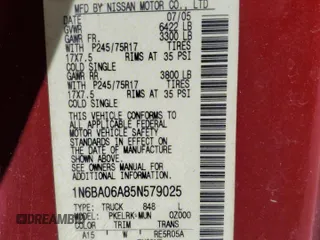 MFD BY NISSAN MOTOR CO., LTD
07/05
GVWR 6422 LB
GAWR FR. 3300 LB
WITH P245/75R17 TIRES
17X7.5 RIMS AT 35 PSI
COLD SINGLE
GAWR RR. 3800 LB
WITH P245/75R17 TIRES
17X7.5 RIMS AT 35 PSI
COLD SINGLE
THIS VEHICLE CONFORMS TO ALL
APPLICABLE FEDERAL MOTOR VEHICLE
SAFETY STANDARDS IN EFFECT ON THE
DATE OF MANUFACTURE SHOWN ABOVE
SEE OWNERS MANUAL FOR ADDITIONAL
INFORMATION
1N6BA06A85N579025
TYPE:TRUCK 848 L
MODEL: PKELRK-MUN 0Z000
COLOR TRIM TRANS
A15 W RE5R05A